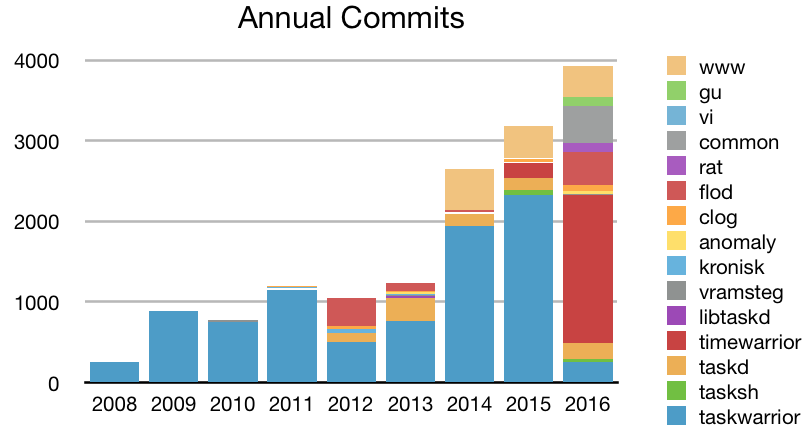 Annual Commits
4000
3000
2000
1000
0
2008 2009 2010 2011 2012 2013 2014 2015 2016
www
gu
vi
common
rat
flod
clog
anomaly
kronisk
vramsteg
libtaskd
timewarrior
taskd
tasksh
taskwarrior